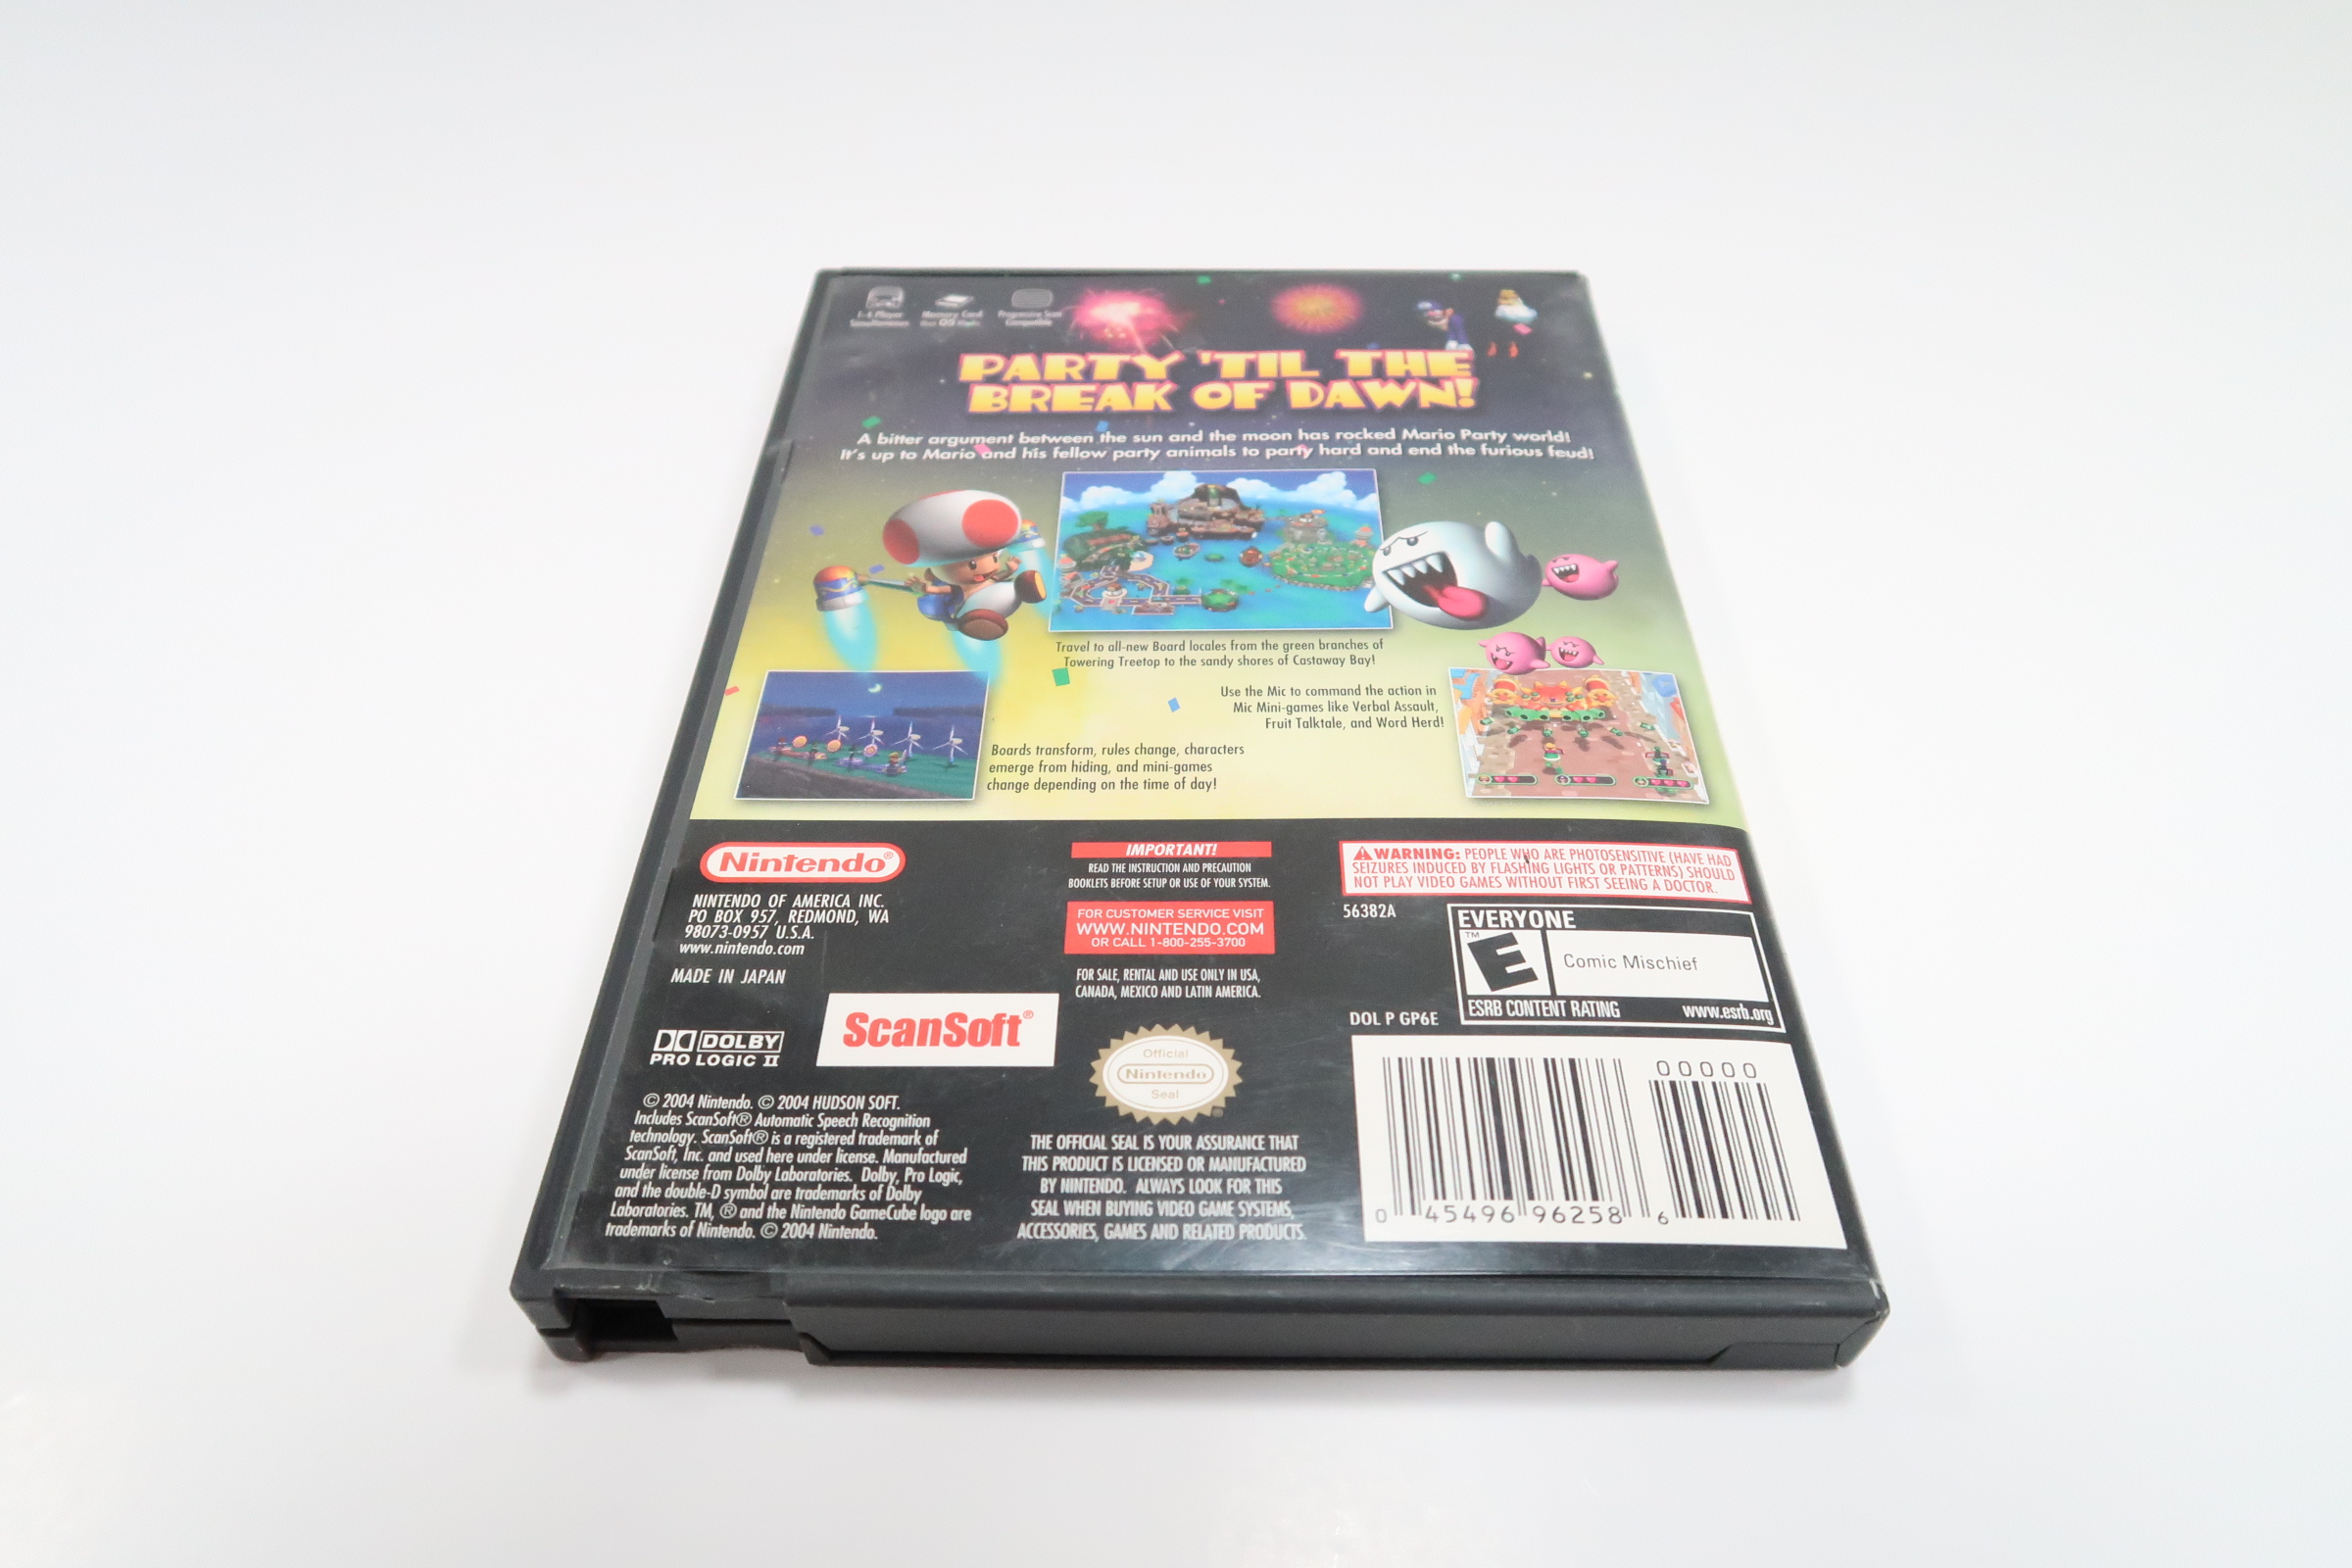 1-4 Player
Simultaneous
Memory Card
Progressive Scan
Compatible
PARTY 'TIL THE
BREAK OF DAWN!
A bitter argument between the sun and the moon has rocked Mario Party world!
It's up to Mario and his fellow party animals to party hard and end the furious feud!
Travel to all-new Board locales from the green branches of
Towering Treetop to the sandy shores of Castaway Bay!
Use the Mic to command the action in
Mic Mini-games like Verbal Assault,
Fruit Talktale, and Word Herd!
Boards transform, rules change, characters
emerge from hiding, and mini-games
change depending on the time of day!
Nintendo®
NINTENDO OF AMERICA INC.
PO BOX 957, REDMOND, WA
98073-0957 U.S.A.
www.nintendo.com
MADE IN JAPAN
DOLBY
PRO LOGIC II
ScanSoft®
© 2004 Nintendo. © 2004 HUDSON SOFT.
Includes ScanSoft® Automatic Speech Recognition
technology. ScanSoft® is a registered trademark of
ScanSoft, Inc. and used here under license. Manufactured
under license from Dolby Laboratories. Dolby, Pro Logic,
and the double-D symbol are trademarks of Dolby
Laboratories. TM, ® and the Nintendo GameCube logo are
trademarks of Nintendo. © 2004 Nintendo.
IMPORTANT!
READ THE INSTRUCTION AND PRECAUTION
BOOKLETS BEFORE SETUP OR USE OF YOUR SYSTEM.
FOR CUSTOMER SERVICE VISIT
WWW.NINTENDO.COM
OR CALL 1-800-255-3700
FOR SALE, RENTAL AND USE ONLY IN USA,
CANADA, MEXICO AND LATIN AMERICA.
Official
Nintendo
Seal
THE OFFICIAL SEAL IS YOUR ASSURANCE THAT
THIS PRODUCT IS LICENSED OR MANUFACTURED
BY NINTENDO. ALWAYS LOOK FOR THIS
SEAL WHEN BUYING VIDEO GAME SYSTEMS,
ACCESSORIES, GAMES AND RELATED PRODUCTS.
WARNING: PEOPLE WHO ARE PHOTOSENSITIVE (HAVE HAD
SEIZURES INDUCED BY FLASHING LIGHTS OR PATTERNS) SHOULD
NOT PLAY VIDEO GAMES WITHOUT FIRST SEEING A DOCTOR.
56382A
EVERYONE
TM
E
Comic Mischief
ESRB CONTENT RATING www.esrb.org
DOL P GP6E
00000
0 45496 96258 6